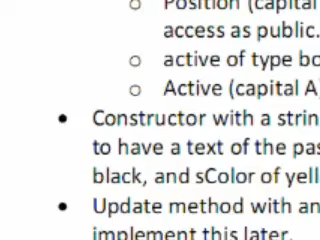 ○ Position (capital
access as public.
○ active of type bo
○ Active (capital A
• Constructor with a strin
to have a text of the pas
black, and sColor of yell
• Update method with an
implement this later.